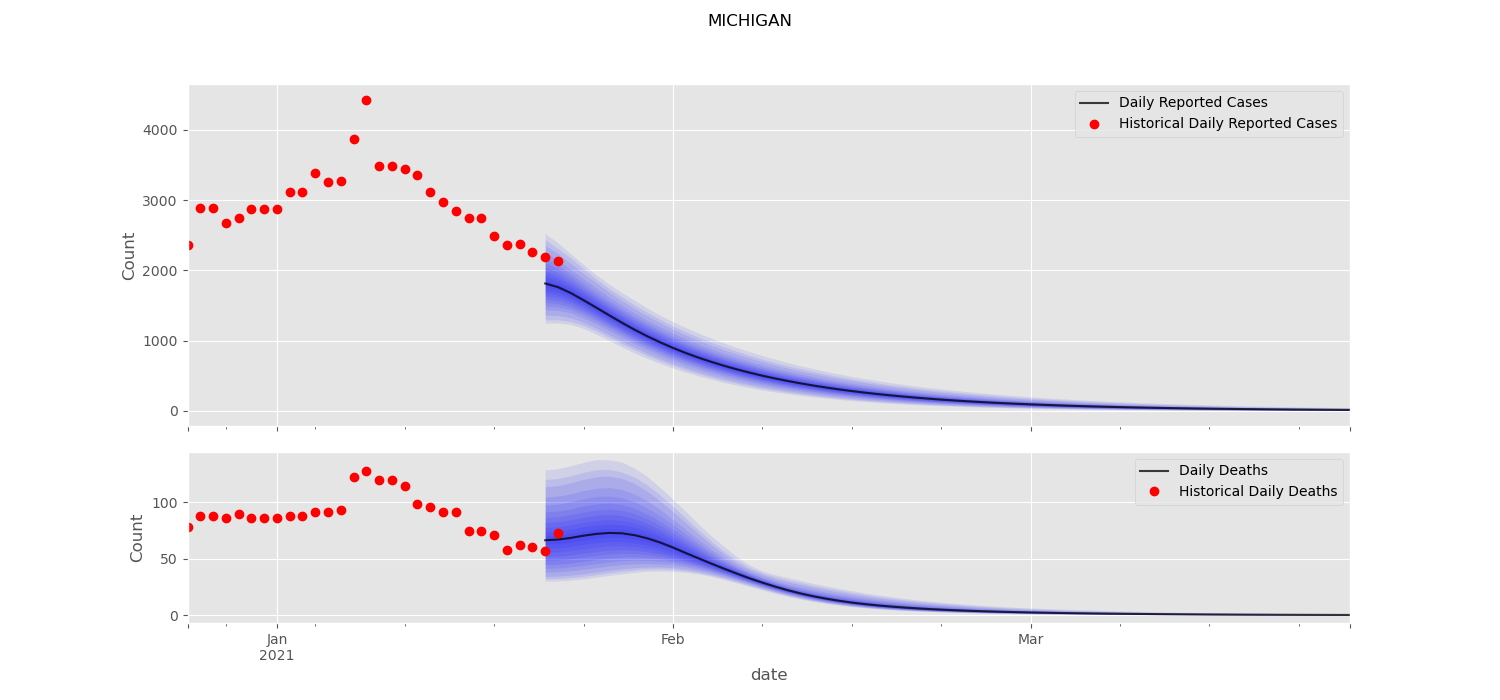 MICHIGAN
Daily Reported Cases
Historical Daily Reported Cases
Count
4000
3000
2000
1000
0
Daily Deaths
Historical Daily Deaths
Count
100
50
0
Jan
2021
Feb
Mar
date